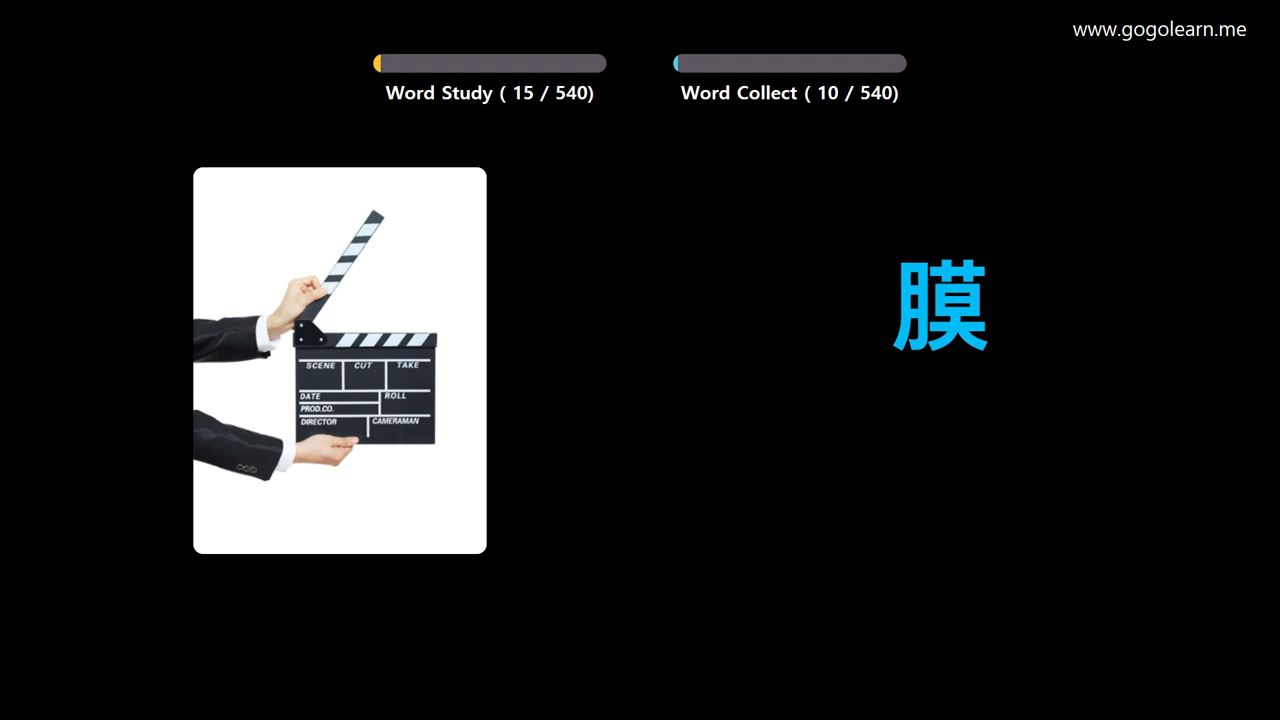 www.gogolearn.me
Word Study ( 15 / 540)
Word Collect ( 10 / 540)
膜
SCENE CUT TAKE
DATE ROLL
PROD.CO.
DIRECTOR CAMERAMAN